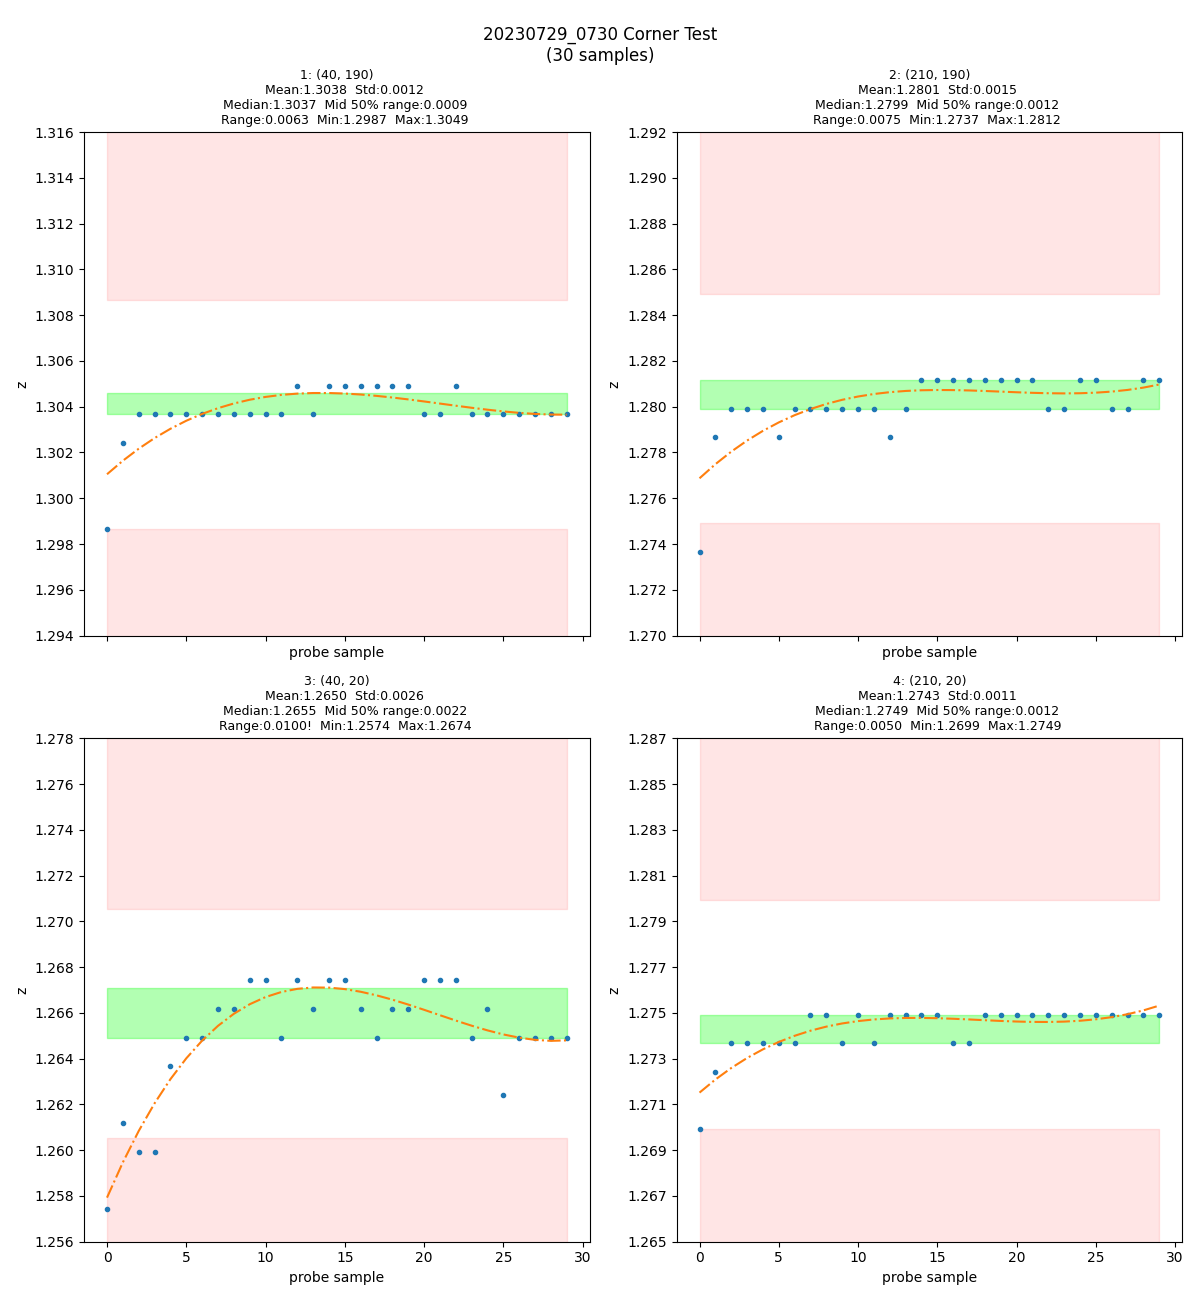 20230729_0730 Corner Test
(30 samples)
1: (40, 190)
Mean:1.3038  Std:0.0012
Median:1.3037  Mid 50% range:0.0009
Range:0.0063  Min:1.2987  Max:1.3049
1.316
1.314
1.312
1.310
1.308
1.306
1.304
1.302
1.300
1.298
1.296
1.294
z
probe sample
2: (210, 190)
Mean:1.2801  Std:0.0015
Median:1.2799  Mid 50% range:0.0012
Range:0.0075  Min:1.2737  Max:1.2812
1.292
1.290
1.288
1.286
1.284
1.282
1.280
1.278
1.276
1.274
1.272
1.270
z
probe sample
3: (40, 20)
Mean:1.2650  Std:0.0026
Median:1.2655  Mid 50% range:0.0022
Range:0.0100!  Min:1.2574  Max:1.2674
1.278
1.276
1.274
1.272
1.270
1.268
1.266
1.264
1.262
1.260
1.258
1.256
z
0 5 10 15 20 25 30
probe sample
4: (210, 20)
Mean:1.2743  Std:0.0011
Median:1.2749  Mid 50% range:0.0012
Range:0.0050  Min:1.2699  Max:1.2749
1.287
1.285
1.283
1.281
1.279
1.277
1.275
1.273
1.271
1.269
1.267
1.265
z
0 5 10 15 20 25 30
probe sample